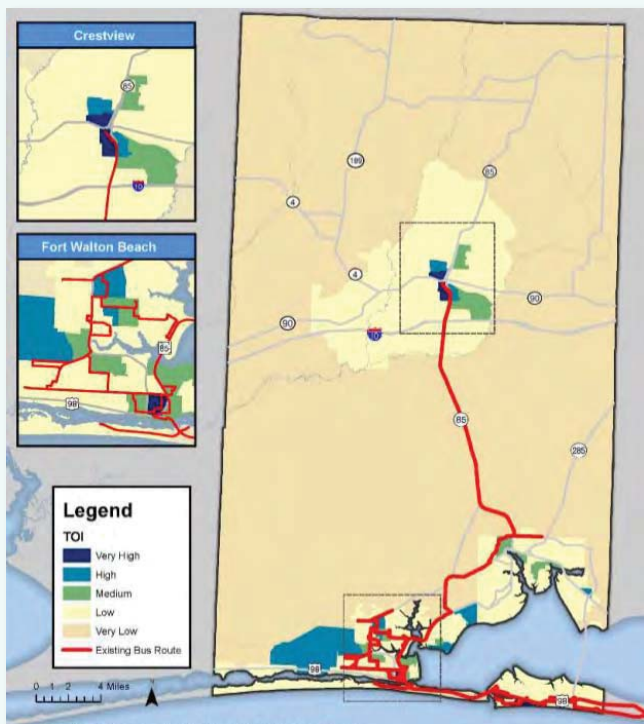 Crestview
85
10
Fort Walton Beach
85
98
189
85
4
4
90
90
10
85
285
98
98
Legend
TOI
Very High
High
Medium
Low
Very Low
Existing Bus Route
0 2 4 Miles
N